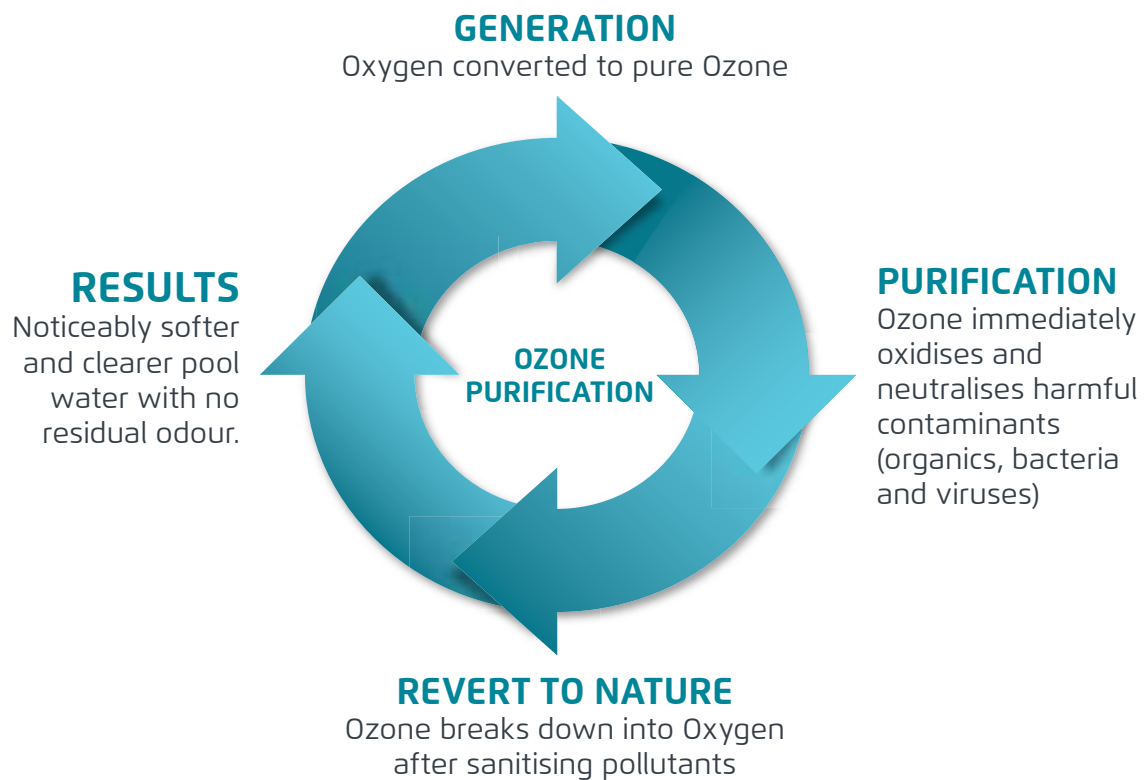 GENERATION
Oxygen converted to pure Ozone
RESULTS
Noticeably softer
and clearer pool
water with no
residual odour.
OZONE
PURIFICATION
PURIFICATION
Ozone immediately
oxidises and
neutralises harmful
contaminants
(organics, bacteria
and viruses)
REVERT TO NATURE
Ozone breaks down into Oxygen
after sanitising pollutants